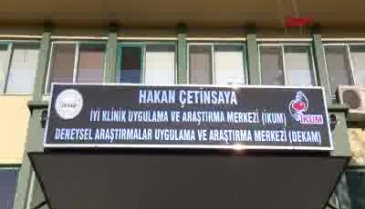 HAKAN ÇETİNSAYA
İYİ KLİNİK UYGULAMA VE ARAŞTIRMA MERKEZİ (İKUM)
DENEYSEL ARAŞTIRMALAR UYGULAMA VE ARAŞTIRMA MERKEZİ (DEKAM)
İKUM